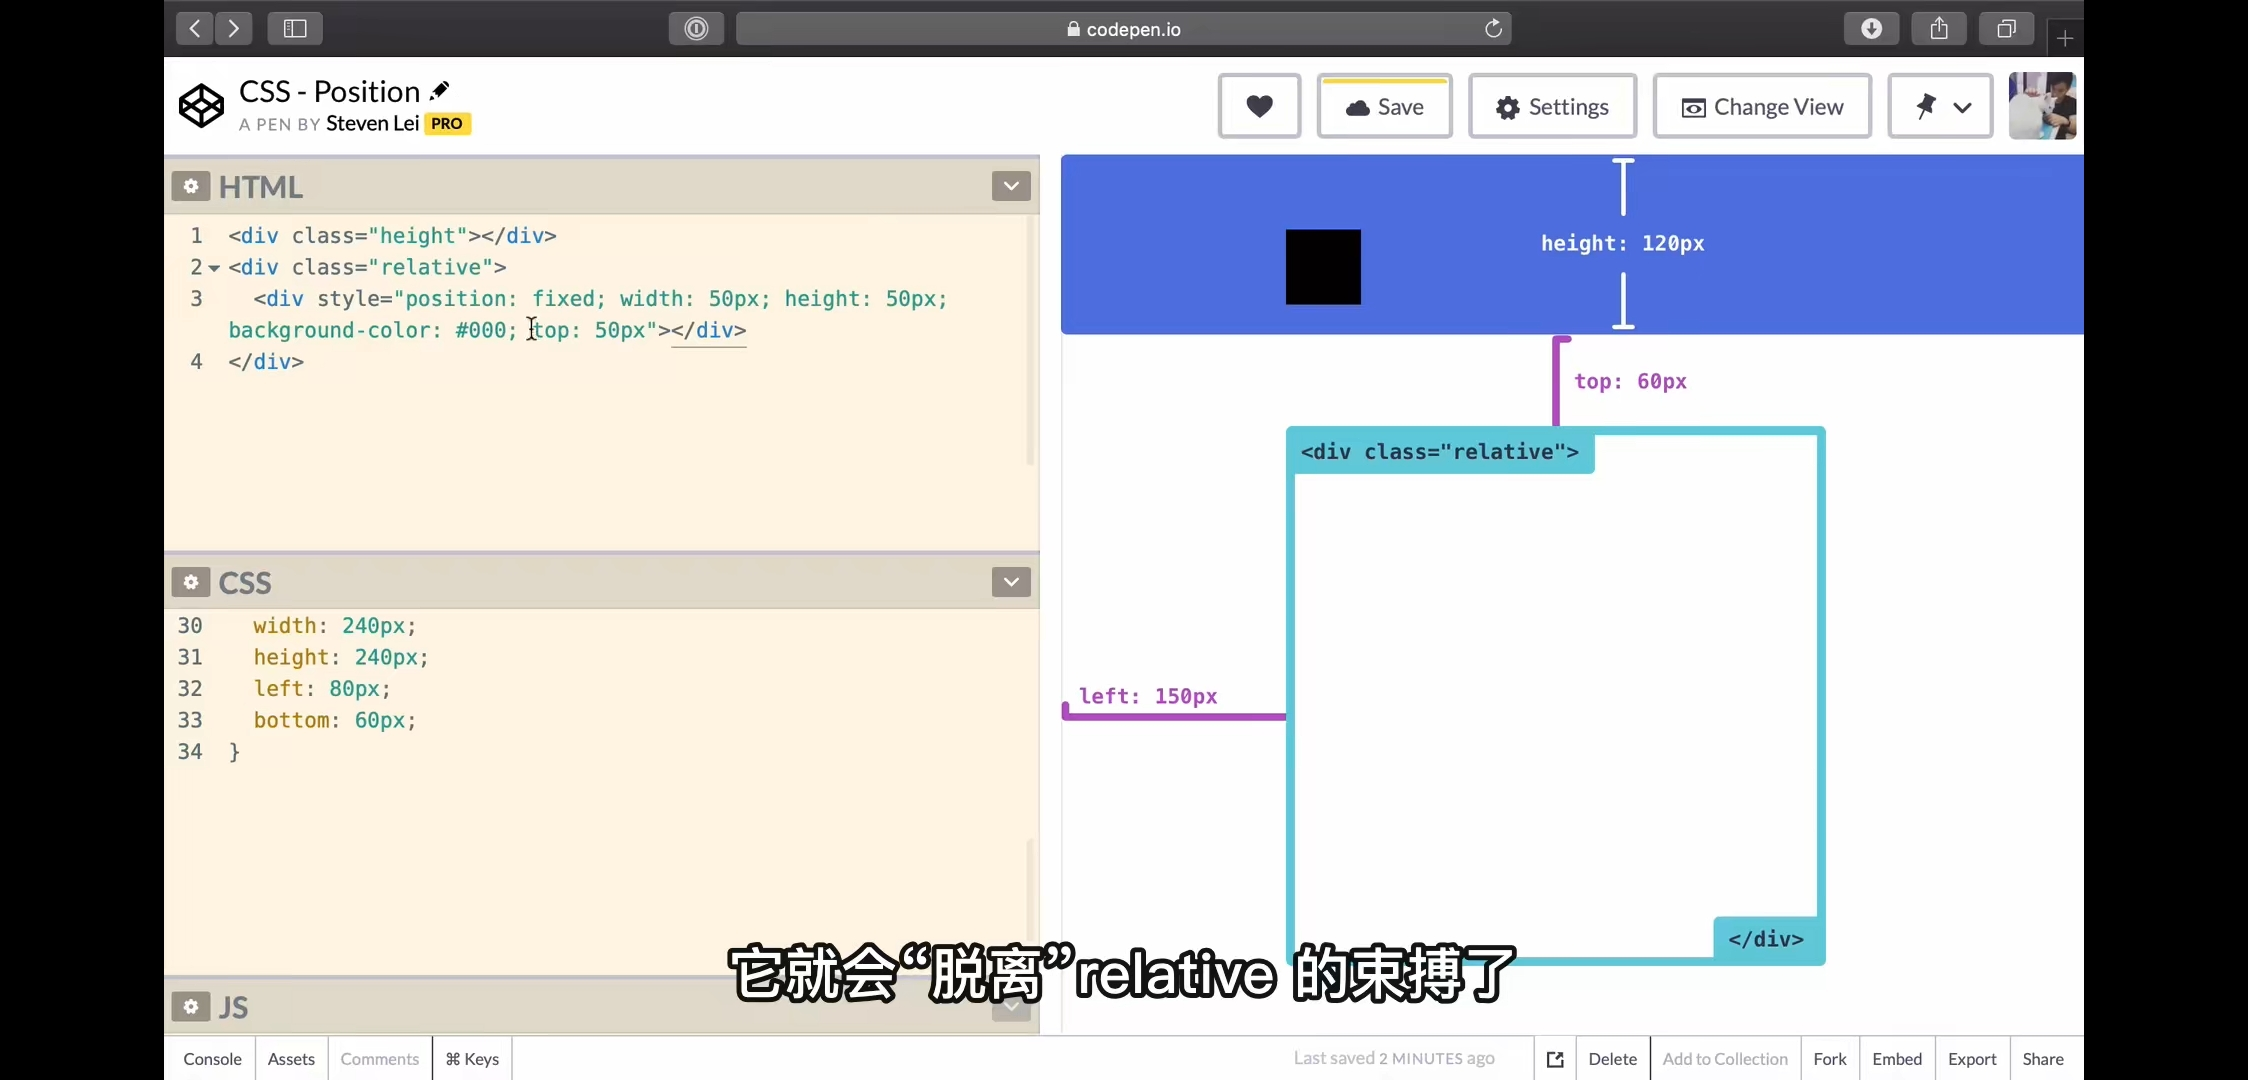 codepen.io
CSS - Position
A PEN BY Steven Lei PRO
Save
Settings
Change View
HTML
1 <div class="height"></div>
2 <div class="relative">
3 <div style="position: fixed; width: 50px; height: 50px;
background-color: #000; top: 50px"></div>
4 </div>
height: 120px
top: 60px
<div class="relative">
left: 150px
</div>
CSS
30 width: 240px;
31 height: 240px;
32 left: 80px;
33 bottom: 60px;
34 }
它就会“脱离”relative 的束搏了
JS
Console
Assets
Comments
⌘ Keys
Last saved 2 MINUTES ago
Delete
Add to Collection
Fork
Embed
Export
Share